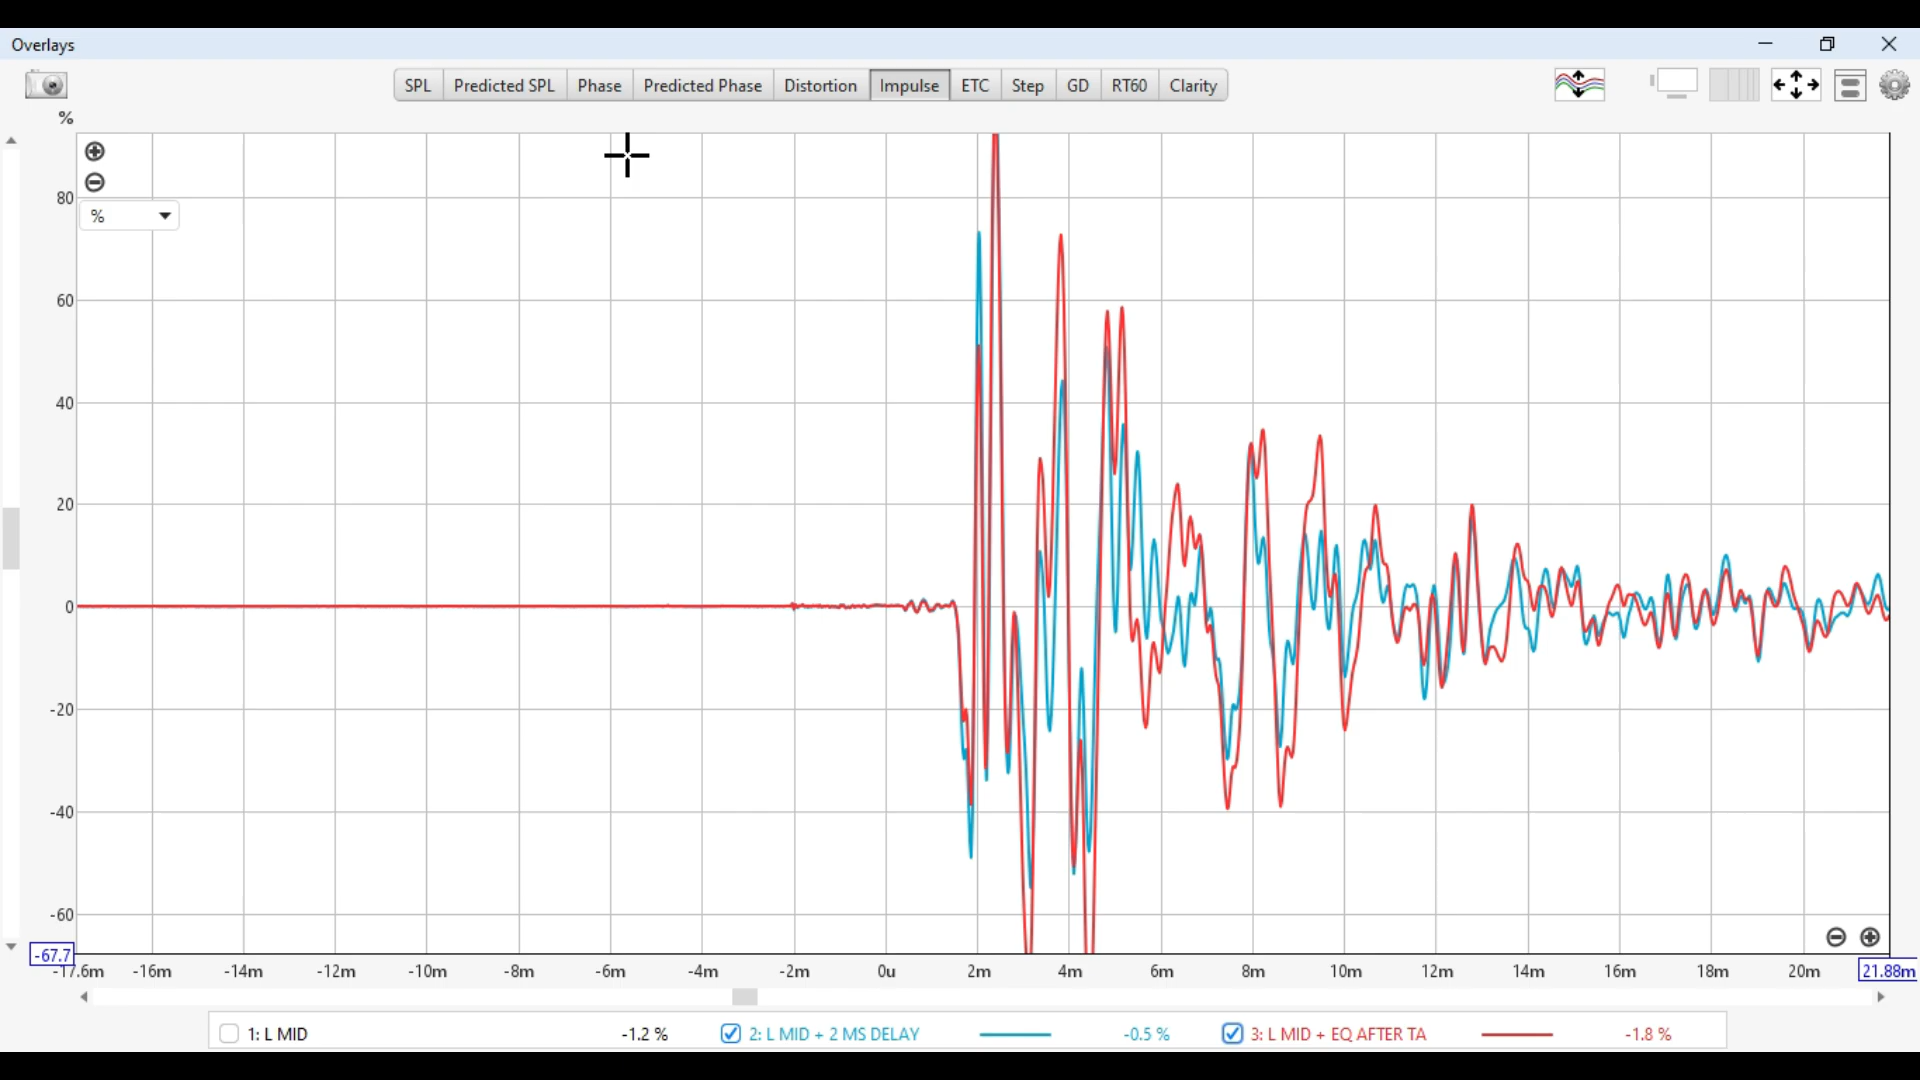 Overlays
SPL Predicted SPL Phase Predicted Phase Distortion Impulse ETC Step GD RT60 Clarity
%
80
%
60
40
20
0
-20
-40
-60
-67.7
-17.6m -16m -14m -12m -10m -8m -6m -4m -2m 0u 2m 4m 6m 8m 10m 12m 14m 16m 18m 20m 21.88m
1: L MID -1.2 % 2: L MID + 2 MS DELAY -0.5 % 3: L MID + EQ AFTER TA -1.8 %